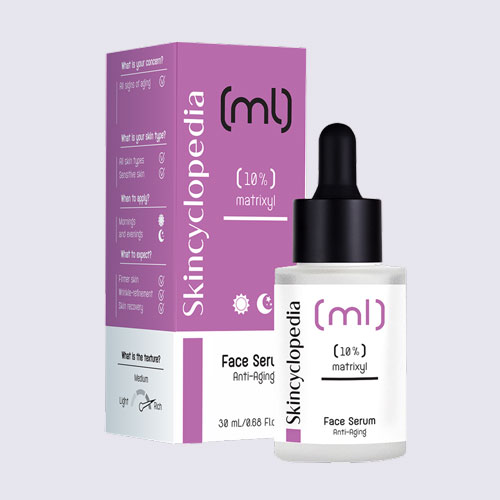 What is your concern?
All signs of aging
What is your skin type?
All skin types
Sensitive skin
When to apply?
Mornings
and evenings
What to expect?
Firmer skin
Wrinkle-refinement
Skin recovery
What is the texture?
Medium
Light
Rich
Skincyclopedia
(ml)
(10%)
matrixyl
Face Seru
Anti-Aging
30 mL/0.68 Fl.
Skincyclopedia
(ml)
(10%)
matrixyl
Face Serum
Anti-Aging